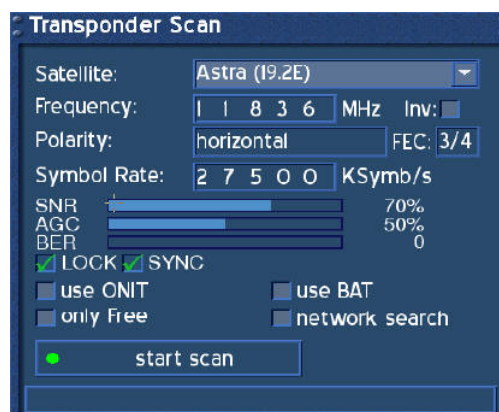 Transponder Scan
Satellite: Astra (19.2E)
Frequency: 1 1 8 3 6 MHz Inv:
Polarity: horizontal FEC: 3/4
Symbol Rate: 2 7 5 0 0 KSymb/s
SNR 70%
AGC 50%
BER 0
LOCK SYNC
use ONIT use BAT
only Free network search
start scan